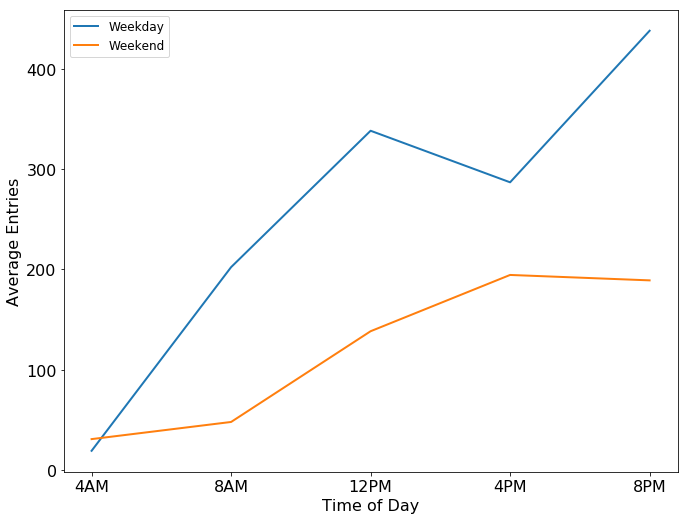 Weekday
Weekend
400
300
200
100
0
Average Entries
4AM 8AM 12PM 4PM 8PM
Time of Day